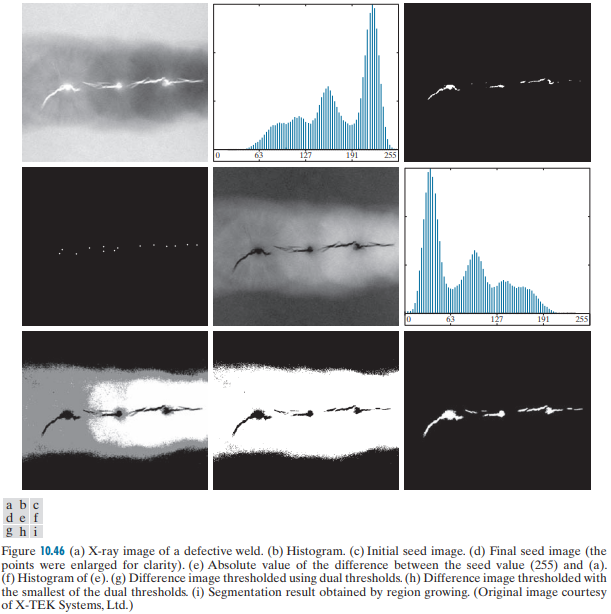 0 63 127 191 255
0 63 127 191 255
a b c
d e f
g h i
Figure 10.46 (a) X-ray image of a defective weld. (b) Histogram. (c) Initial seed image. (d) Final seed image (the
points were enlarged for clarity). (e) Absolute value of the difference between the seed value (255) and (a).
(f) Histogram of (e). (g) Difference image thresholded using dual thresholds. (h) Difference image thresholded with
the smallest of the dual thresholds. (i) Segmentation result obtained by region growing. (Original image courtesy
of X-TEK Systems, Ltd.)